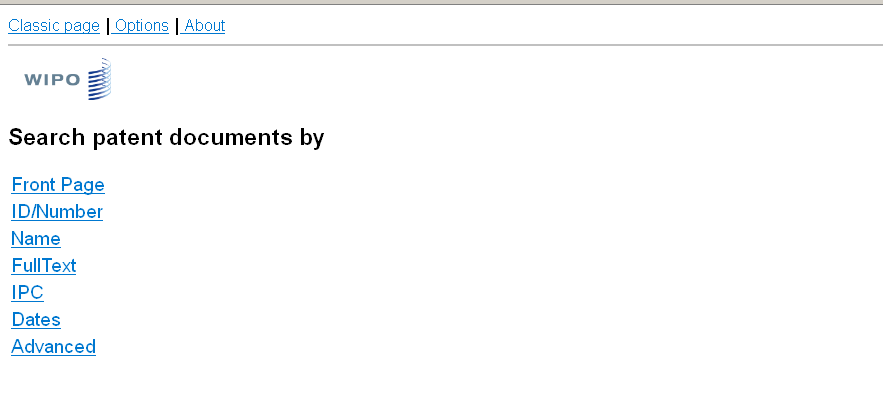 Classic page | Options | About
WIPO
Search patent documents by
Front Page
ID/Number
Name
FullText
IPC
Dates
Advanced